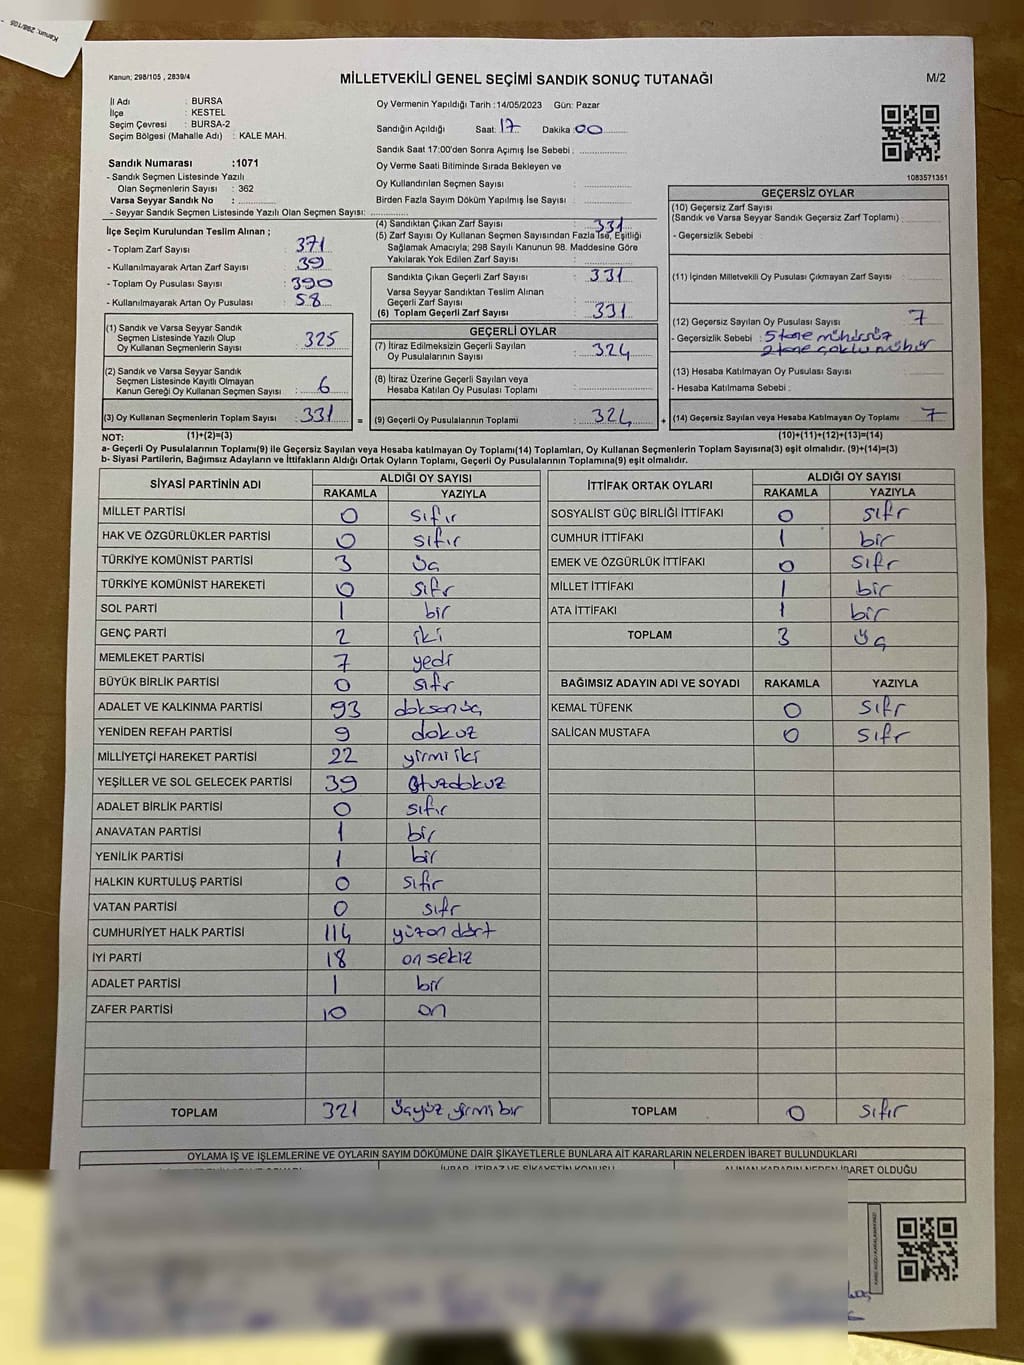 Kanun: 298/105
Kanun; 298/105 , 2839/4
MİLLETVEKİLİ GENEL SEÇİMİ SANDIK SONUÇ TUTANAĞI
M/2
İl Adı : BURSA
İlçe : KESTEL
Seçim Çevresi : BURSA-2
Seçim Bölgesi (Mahalle Adı) : KALE MAH.
Sandık Numarası :1071
- Sandık Seçmen Listesinde Yazılı
Olan Seçmenlerin Sayısı : 362
Varsa Seyyar Sandık No :
- Seyyar Sandık Seçmen Listesinde Yazılı Olan Seçmen Sayısı:
Oy Vermenin Yapıldığı Tarih :14/05/2023 Gün: Pazar
Sandığın Açıldığı Saat: 17 Dakika 00
Sandık Saat 17:00'den Sonra Açımış İse Sebebi :
Oy Verme Saati Bitiminde Sırada Bekleyen ve
Oy Kullandırılan Seçmen Sayısı :
Birden Fazla Sayım Döküm Yapılmış İse Sayısı :
1083571351
İlçe Seçim Kurulundan Teslim Alınan ;
- Toplam Zarf Sayısı : 371
- Kullanılmayarak Artan Zarf Sayısı : 39
- Toplam Oy Pusulası Sayısı : 390
- Kullanılmayarak Artan Oy Pusulası : 58
(1) Sandık ve Varsa Seyyar Sandık
Seçmen Listesinde Yazılı Olup
Oy Kullanan Seçmenlerin Sayısı : 325
(2) Sandık ve Varsa Seyyar Sandık
Seçmen Listesinde Kayıtlı Olmayan
Kanun Gereği Oy Kullanan Seçmen Sayısı : 6
(3) Oy Kullanan Seçmenlerin Toplam Sayısı : 331 =
(4) Sandıktan Çıkan Zarf Sayısı : 331
(5) Zarf Sayısı Oy Kullanan Seçmen Sayısından Fazla İse, Eşitliği
Sağlamak Amacıyla; 298 Sayılı Kanunun 98. Maddesine Göre
Yakılarak Yok Edilen Zarf Sayısı :
Sandıkta Çıkan Geçerli Zarf Sayısı : 331
Varsa Seyyar Sandıktan Teslim Alınan
Geçerli Zarf Sayısı :
(6) Toplam Geçerli Zarf Sayısı : 331
GEÇERLİ OYLAR
(7) İtiraz Edilmeksizin Geçerli Sayılan
Oy Pusulalarının Sayısı : 324
(8) İtiraz Üzerine Geçerli Sayılan veya
Hesaba Katılan Oy Pusulası Toplamı :
(9) Geçerli Oy Pusulalarının Toplamı : 324 +
GEÇERSİZ OYLAR
(10) Geçersiz Zarf Sayısı
(Sandık ve Varsa Seyyar Sandık Geçersiz Zarf Toplamı) :
- Geçersizlik Sebebi :
(11) İçinden Milletvekili Oy Pusulası Çıkmayan Zarf Sayısı :
(12) Geçersiz Sayılan Oy Pusulası Sayısı : 7
- Geçersizlik Sebebi : 5 tane mühürsüz
2 tane çoklu mühür
(13) Hesaba Katılmayan Oy Pusulası Sayısı :
- Hesaba Katılmama Sebebi :
(14) Geçersiz Sayılan veya Hesaba Katılmayan Oy Toplamı : 7
NOT: (1)+(2)=(3) (10)+(11)+(12)+(13)=(14)
a- Geçerli Oy Pusulalarının Toplamı(9) ile Geçersiz Sayılan veya Hesaba katılmayan Oy Toplamı(14) Toplamları, Oy Kullanan Seçmenlerin Toplam Sayısına(3) eşit olmalıdır. (9)+(14)=(3)
b- Siyasi Partilerin, Bağımsız Adayların ve İttifakların Aldığı Ortak Oyların Toplamı, Geçerli Oy Pusulalarının Toplamına(9) eşit olmalıdır.
SİYASİ PARTİNİN ADI ALDIĞI OY SAYISI
RAKAMLA YAZIYLA
MİLLET PARTİSİ 0 sıfır
HAK VE ÖZGÜRLÜKLER PARTİSİ 0 sıfır
TÜRKİYE KOMÜNİST PARTİSİ 3 üç
TÜRKİYE KOMÜNİST HAREKETİ 0 sıfr
SOL PARTİ 1 bir
GENÇ PARTİ 2 iki
MEMLEKET PARTİSİ 7 yedi
BÜYÜK BİRLİK PARTİSİ 0 sıfr
ADALET VE KALKINMA PARTİSİ 93 doksan üç
YENİDEN REFAH PARTİSİ 9 dokuz
MİLLİYETÇİ HAREKET PARTİSİ 22 yirmi iki
YEŞİLLER VE SOL GELECEK PARTİSİ 39 Otuzdokuz
ADALET BİRLİK PARTİSİ 0 sıfır
ANAVATAN PARTİSİ 1 bir
YENİLİK PARTİSİ 1 bir
HALKIN KURTULUŞ PARTİSİ 0 sıfır
VATAN PARTİSİ 0 sıfr
CUMHURİYET HALK PARTİSİ 114 yüzon dört
İYİ PARTİ 18 on sekiz
ADALET PARTİSİ 1 bir
ZAFER PARTİSİ 10 on
TOPLAM 321 üçyüz yirmi bir
İTTİFAK ORTAK OYLARI ALDIĞI OY SAYISI
RAKAMLA YAZIYLA
SOSYALİST GÜÇ BİRLİĞİ İTTİFAKI 0 sıfr
CUMHUR İTTİFAKI 1 bir
EMEK VE ÖZGÜRLÜK İTTİFAKI 0 sıfr
MİLLET İTTİFAKI 1 bir
ATA İTTİFAKI 1 bir
TOPLAM 3 üç
BAĞIMSIZ ADAYIN ADI VE SOYADI RAKAMLA YAZIYLA
KEMAL TÜFENK 0 sıfr
SALİCAN MUSTAFA 0 sıfr
TOPLAM 0 sıfır
OYLAMA İŞ VE İŞLEMLERİNE VE OYLARIN SAYIM DÖKÜMÜNE DAİR ŞİKAYETLERLE BUNLARA AİT KARARLARIN NELERDEN İBARET BULUNDUKLARI
İHBAR, İTİRAZ VE ŞİKAYETİN KONUSU ALINAN KARARIN NEDEN İBARET OLDUĞU